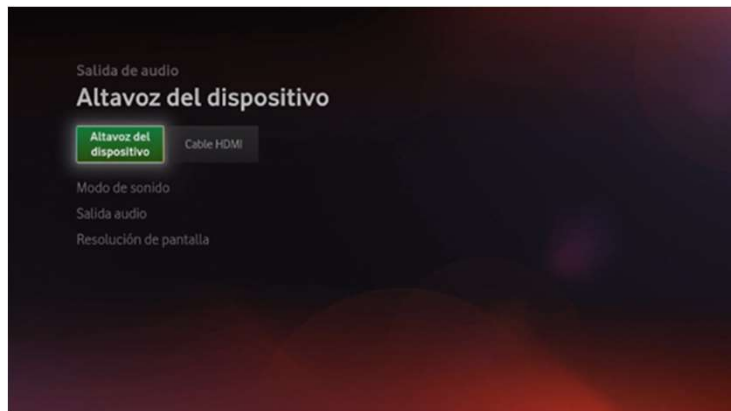 Salida de audio
Altavoz del dispositivo
Altavoz del
dispositivo
Cable HDMI
Modo de sonido
Salida audio
Resolución de pantalla